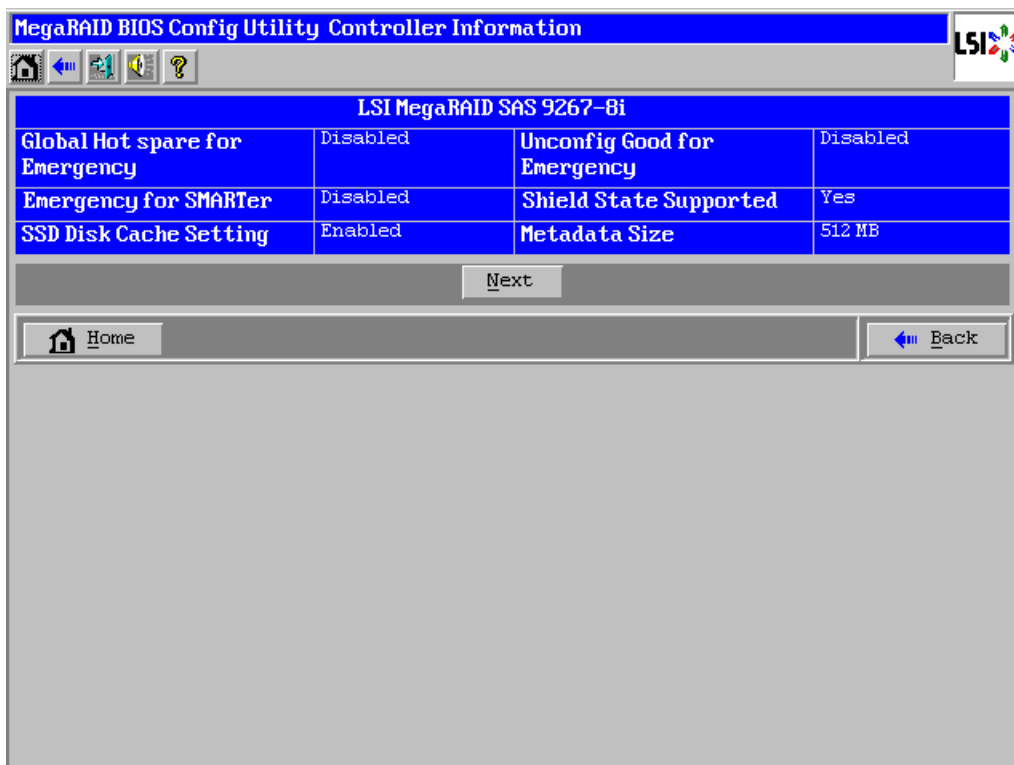 MegaRAID BIOS Config Utility Controller Information
LSI
LSI MegaRAID SAS 9267-8i
Global Hot spare for Emergency Disabled Unconfig Good for Emergency Disabled
Emergency for SMARTer Disabled Shield State Supported Yes
SSD Disk Cache Setting Enabled Metadata Size 512 MB
Next
Home Back